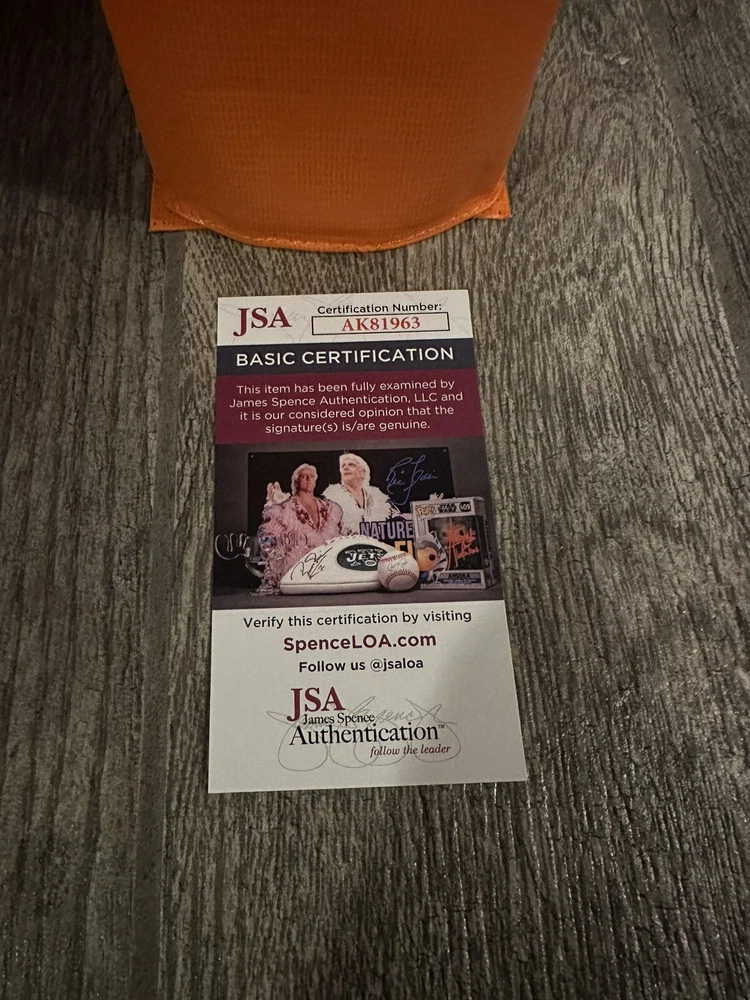 JSA
Certification Number:
AK81963
BASIC CERTIFICATION
This item has been fully examined by
James Spence Authentication, LLC and
it is our considered opinion that the
signature(s) is/are genuine.
NATURE
JETS
Verify this certification by visiting
SpenceLOA.com
Follow us @jsaloa
JSA
James Spence
Authentication™
follow the leader